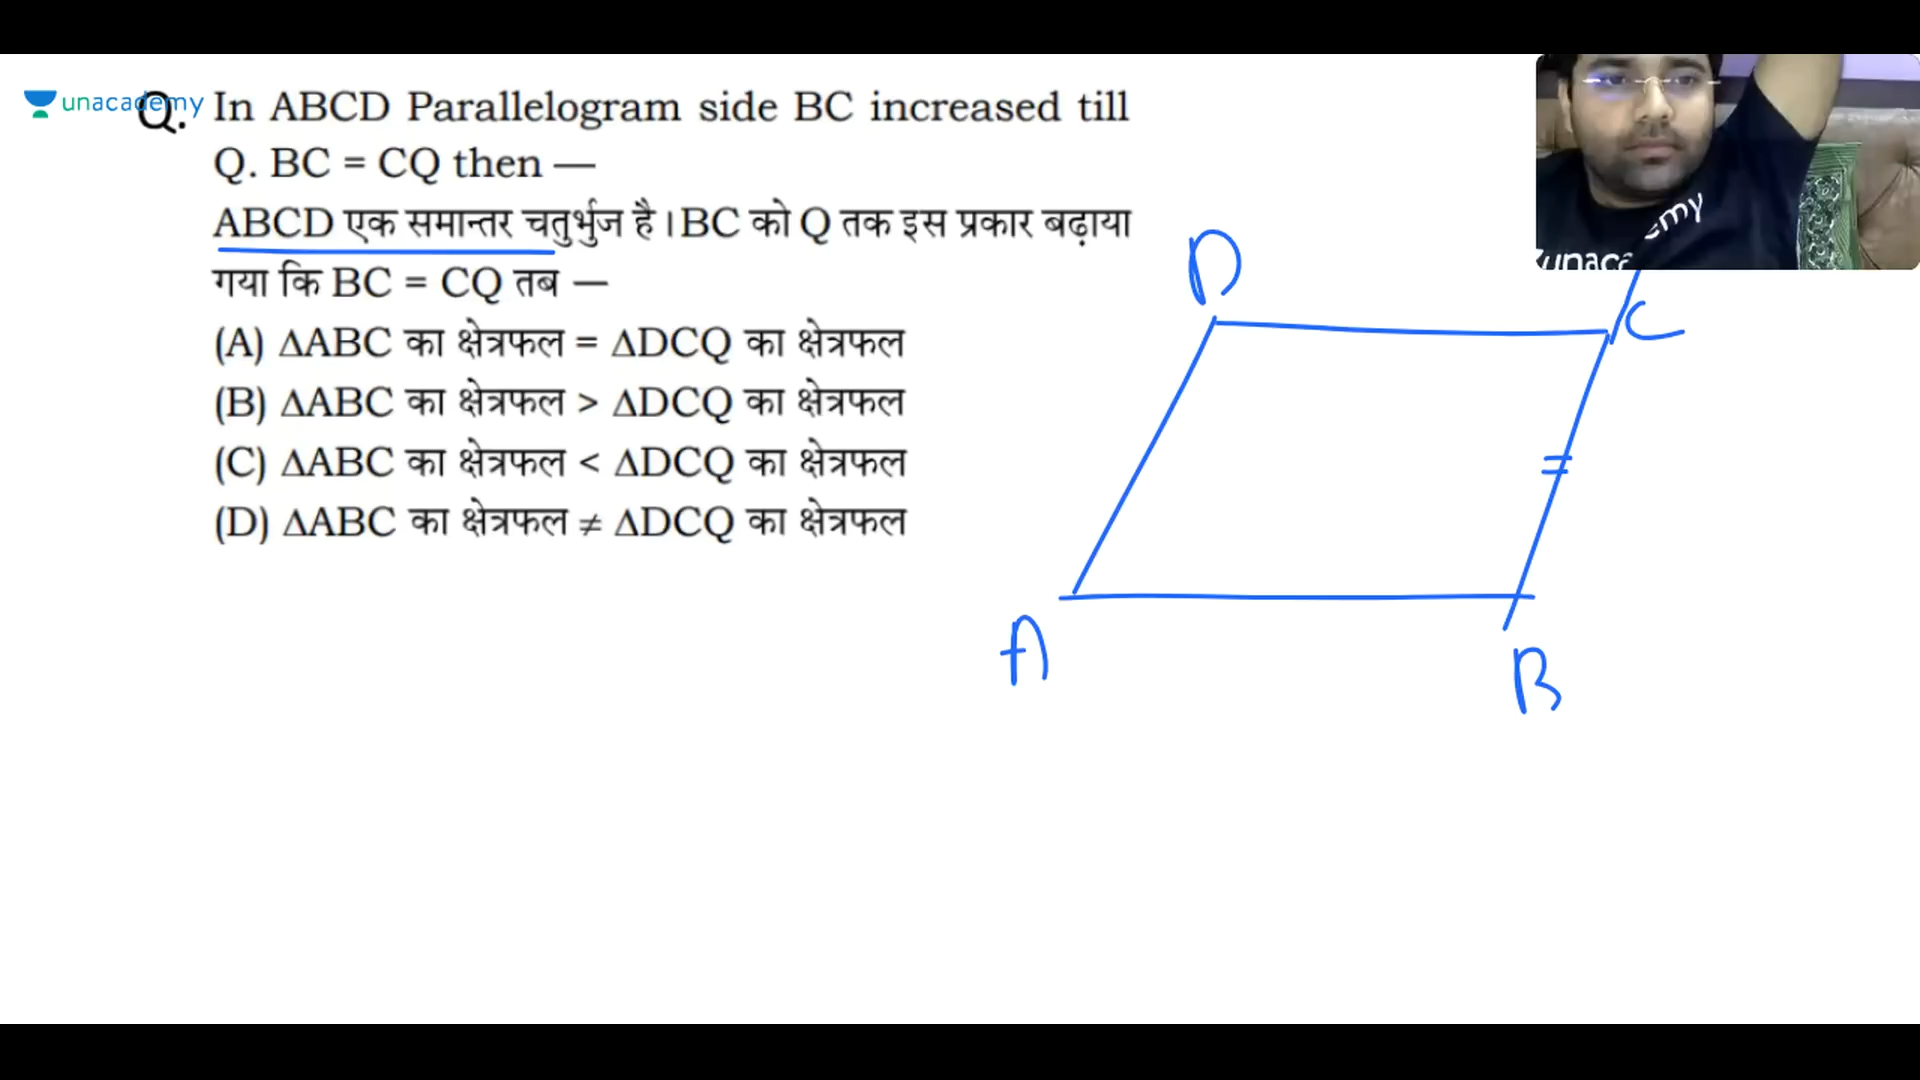 unacademy
Q. In ABCD Parallelogram side BC increased till
Q. BC = CQ then —
ABCD एक समान्तर चतुर्भुज है। BC को Q तक इस प्रकार बढ़ाया
गया कि BC = CQ तब —
(A) ΔABC का क्षेत्रफल = ΔDCQ का क्षेत्रफल
(B) ΔABC का क्षेत्रफल > ΔDCQ का क्षेत्रफल
(C) ΔABC का क्षेत्रफल < ΔDCQ का क्षेत्रफल
(D) ΔABC का क्षेत्रफल ≠ ΔDCQ का क्षेत्रफल
D
C
A
B